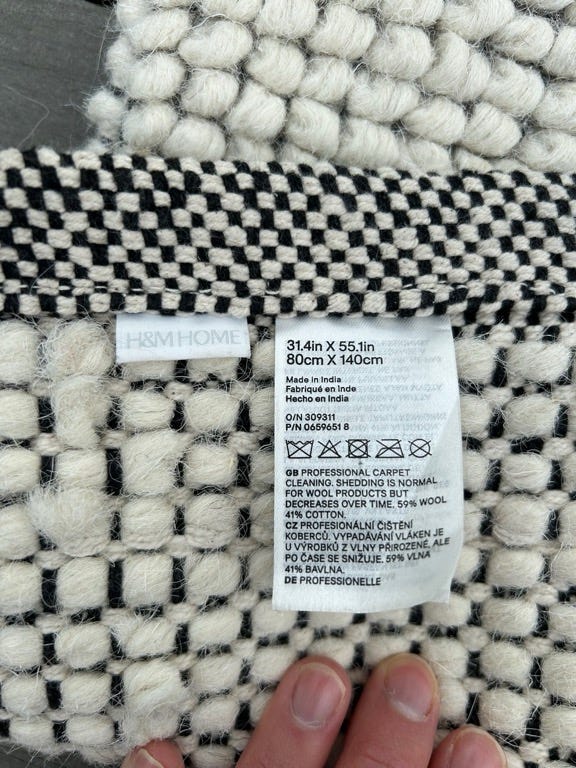 H&M HOME
31.4in X 55.1in
80cm X 140cm
Made in India
Fabriqué en Inde
Hecho en India
O/N 309311
P/N 0659651 8
GB PROFESSIONAL CARPET
CLEANING. SHEDDING IS NORMAL
FOR WOOL PRODUCTS BUT
DECREASES OVER TIME. 59% WOOL
41% COTTON.
CZ PROFESIONÁLNÍ ČIŠTĚNÍ
KOBERCŮ. VYPADÁVÁNÍ VLÁKEN JE
U VÝROBKŮ Z VLNY PŘIROZENÉ, ALE
PO ČASE SE SNIŽUJE. 59% VLNA
41% BAVLNA.
DE PROFESSIONELLE